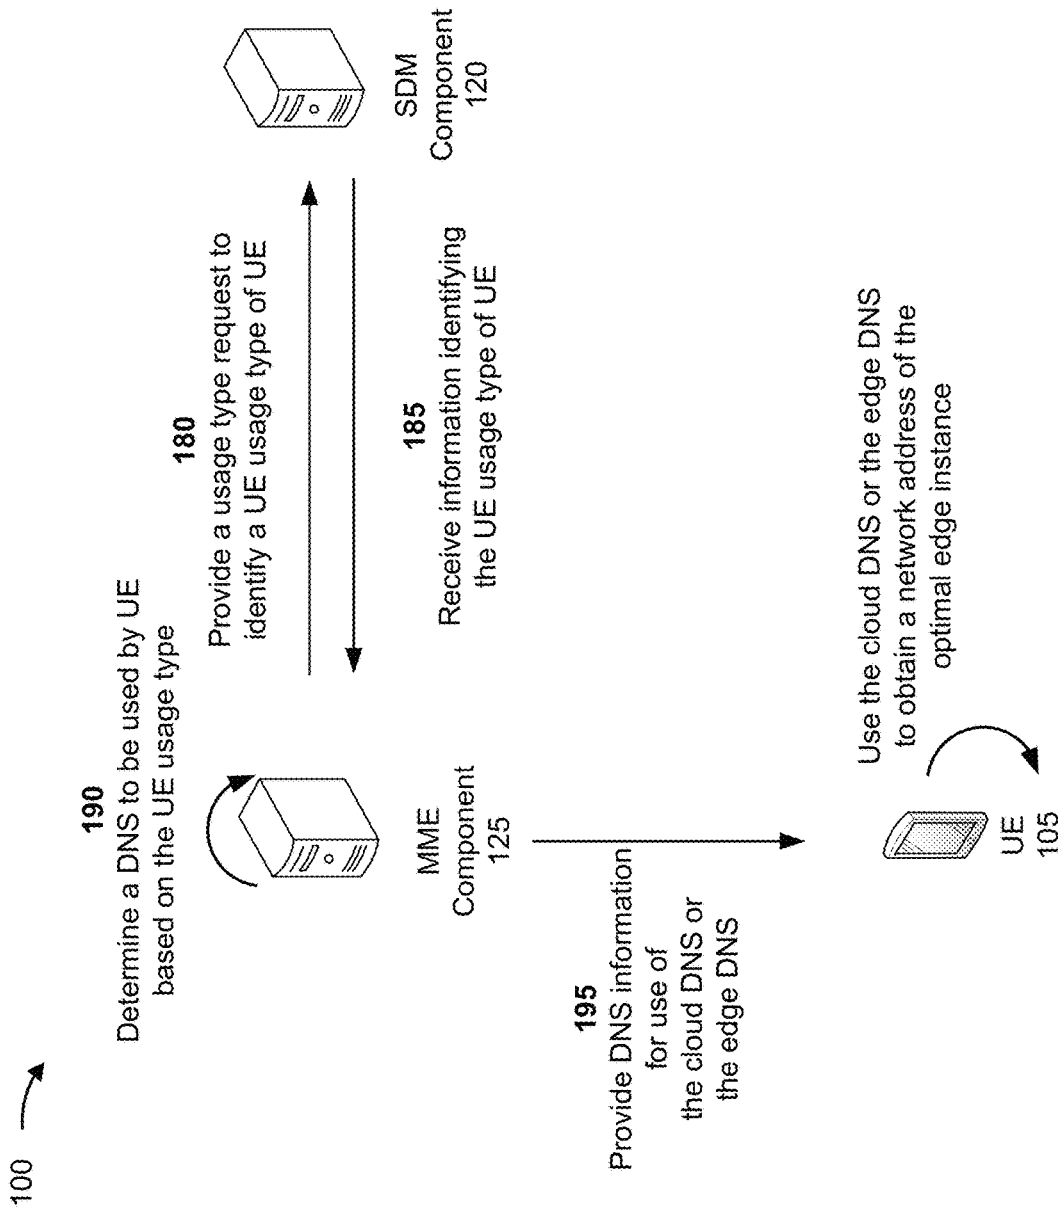 100
190
Determine a DNS to be used by UE
based on the UE usage type
180
Provide a usage type request to
identify a UE usage type of UE
185
Receive information identifying
the UE usage type of UE
MME
Component
125
SDM
Component
120
195
Provide DNS information
for use of
the cloud DNS or
the edge DNS
Use the cloud DNS or the edge DNS
to obtain a network address of the
optimal edge instance
UE
105